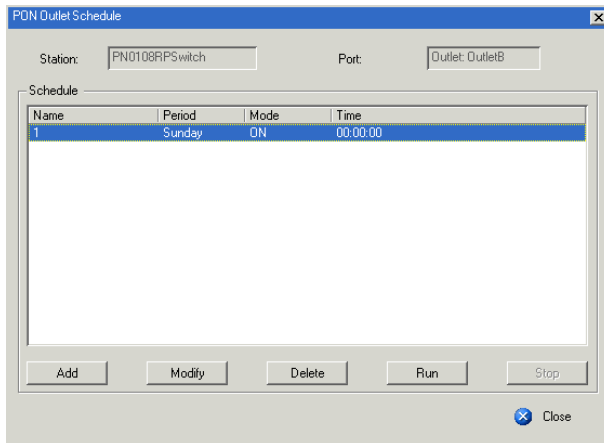 PON Outlet Schedule
Station: PN0108RPSwitch Port: Outlet: OutletB
Schedule
Name Period Mode Time
1 Sunday ON 00:00:00
Add Modify Delete Run Stop
Close